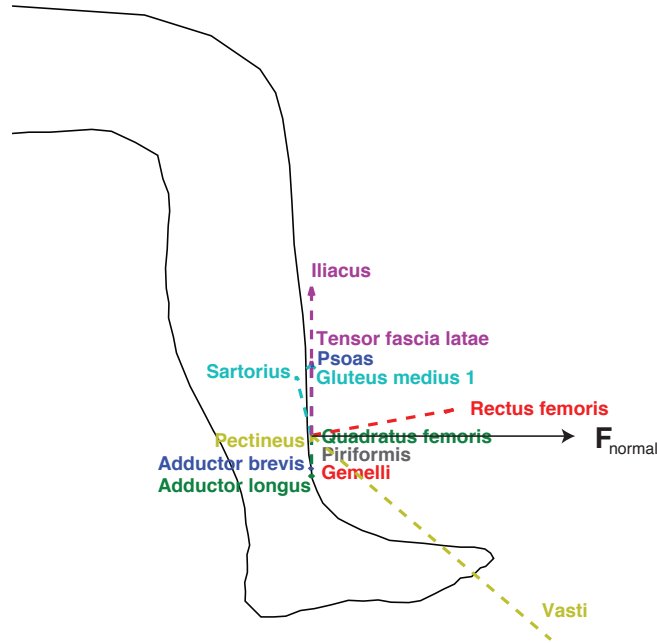 Iliacus
Tensor fascia latae
Psoas
Sartorius
Gluteus medius 1
Rectus femoris
Pectineus
Quadratus femoris
F normal
Piriformis
Adductor brevis
Gemelli
Adductor longus
Vasti